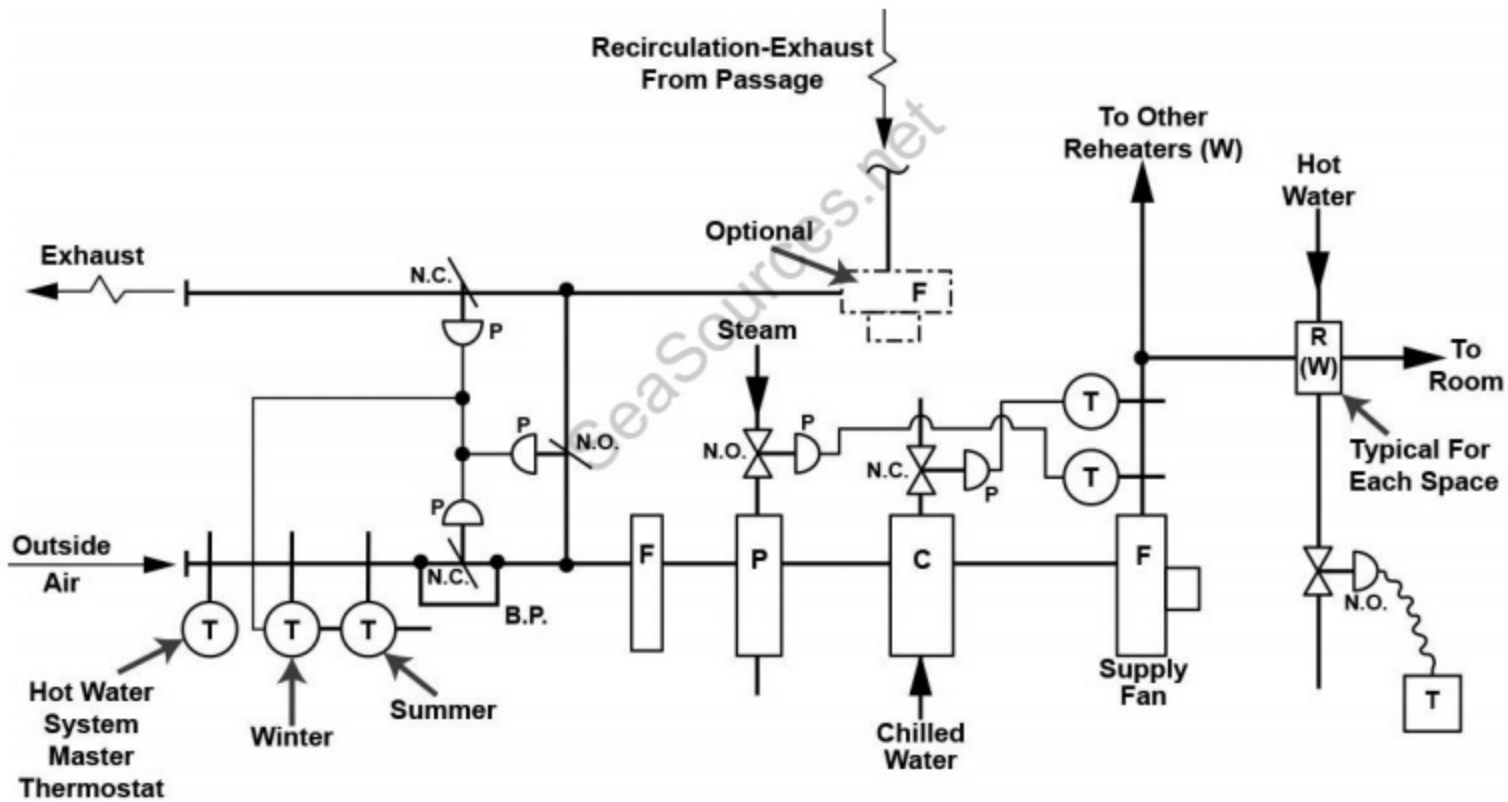 Recirculation-Exhaust
From Passage
To Other
Reheaters (W)
Hot
Water
Optional
Exhaust
N.C.
P
F
Steam
R
(W)
To
Room
T
P
P
N.O.
N.O.
N.C.
P
T
Typical For
Each Space
P
Outside
Air
N.C.
B.P.
F
P
C
F
N.O.
T
T
T
Hot Water
System
Master
Thermostat
Winter
Summer
Chilled
Water
Supply
Fan
T
SeaSources.net